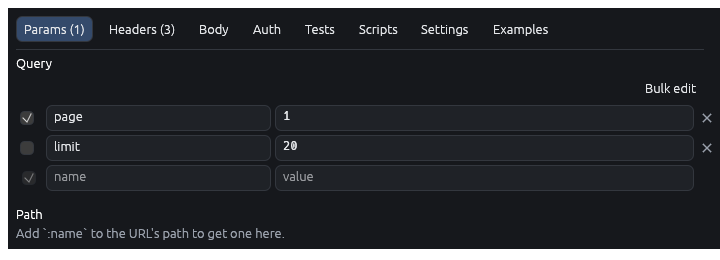 Params (1) Headers (3) Body Auth Tests Scripts Settings Examples
Query
Bulk edit
page 1
limit 20
name value
Path
Add `:name` to the URL's path to get one here.